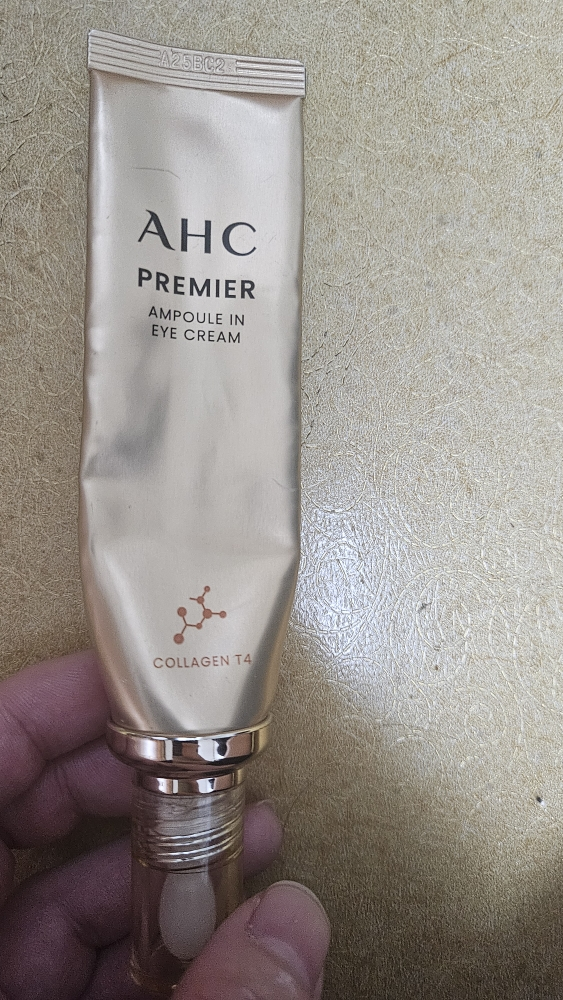 A25BC2
AHC
PREMIER
AMPOULE IN
EYE CREAM
COLLAGEN T4